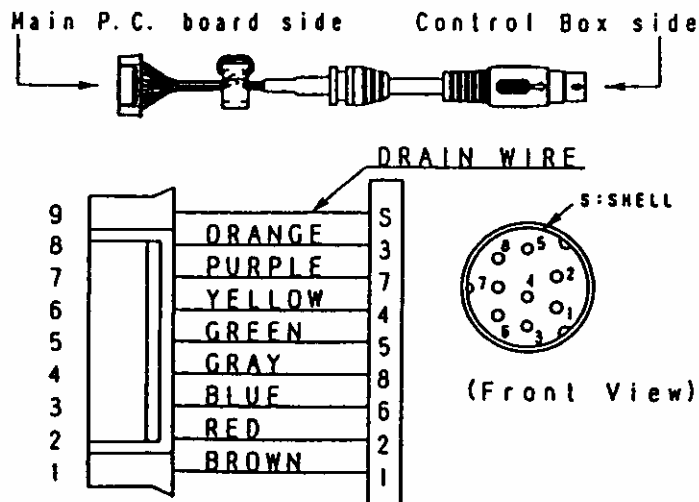 Main P.C. board side
Control Box side
DRAIN WIRE
9 S
ORANGE
8 3
PURPLE
7 7
YELLOW
6 4
GREEN
5 5
GRAY
4 8
BLUE
3 6
RED
2 2
BROWN
1 1
S:SHELL
8 5
2
7 4
1
6 3
(Front View)